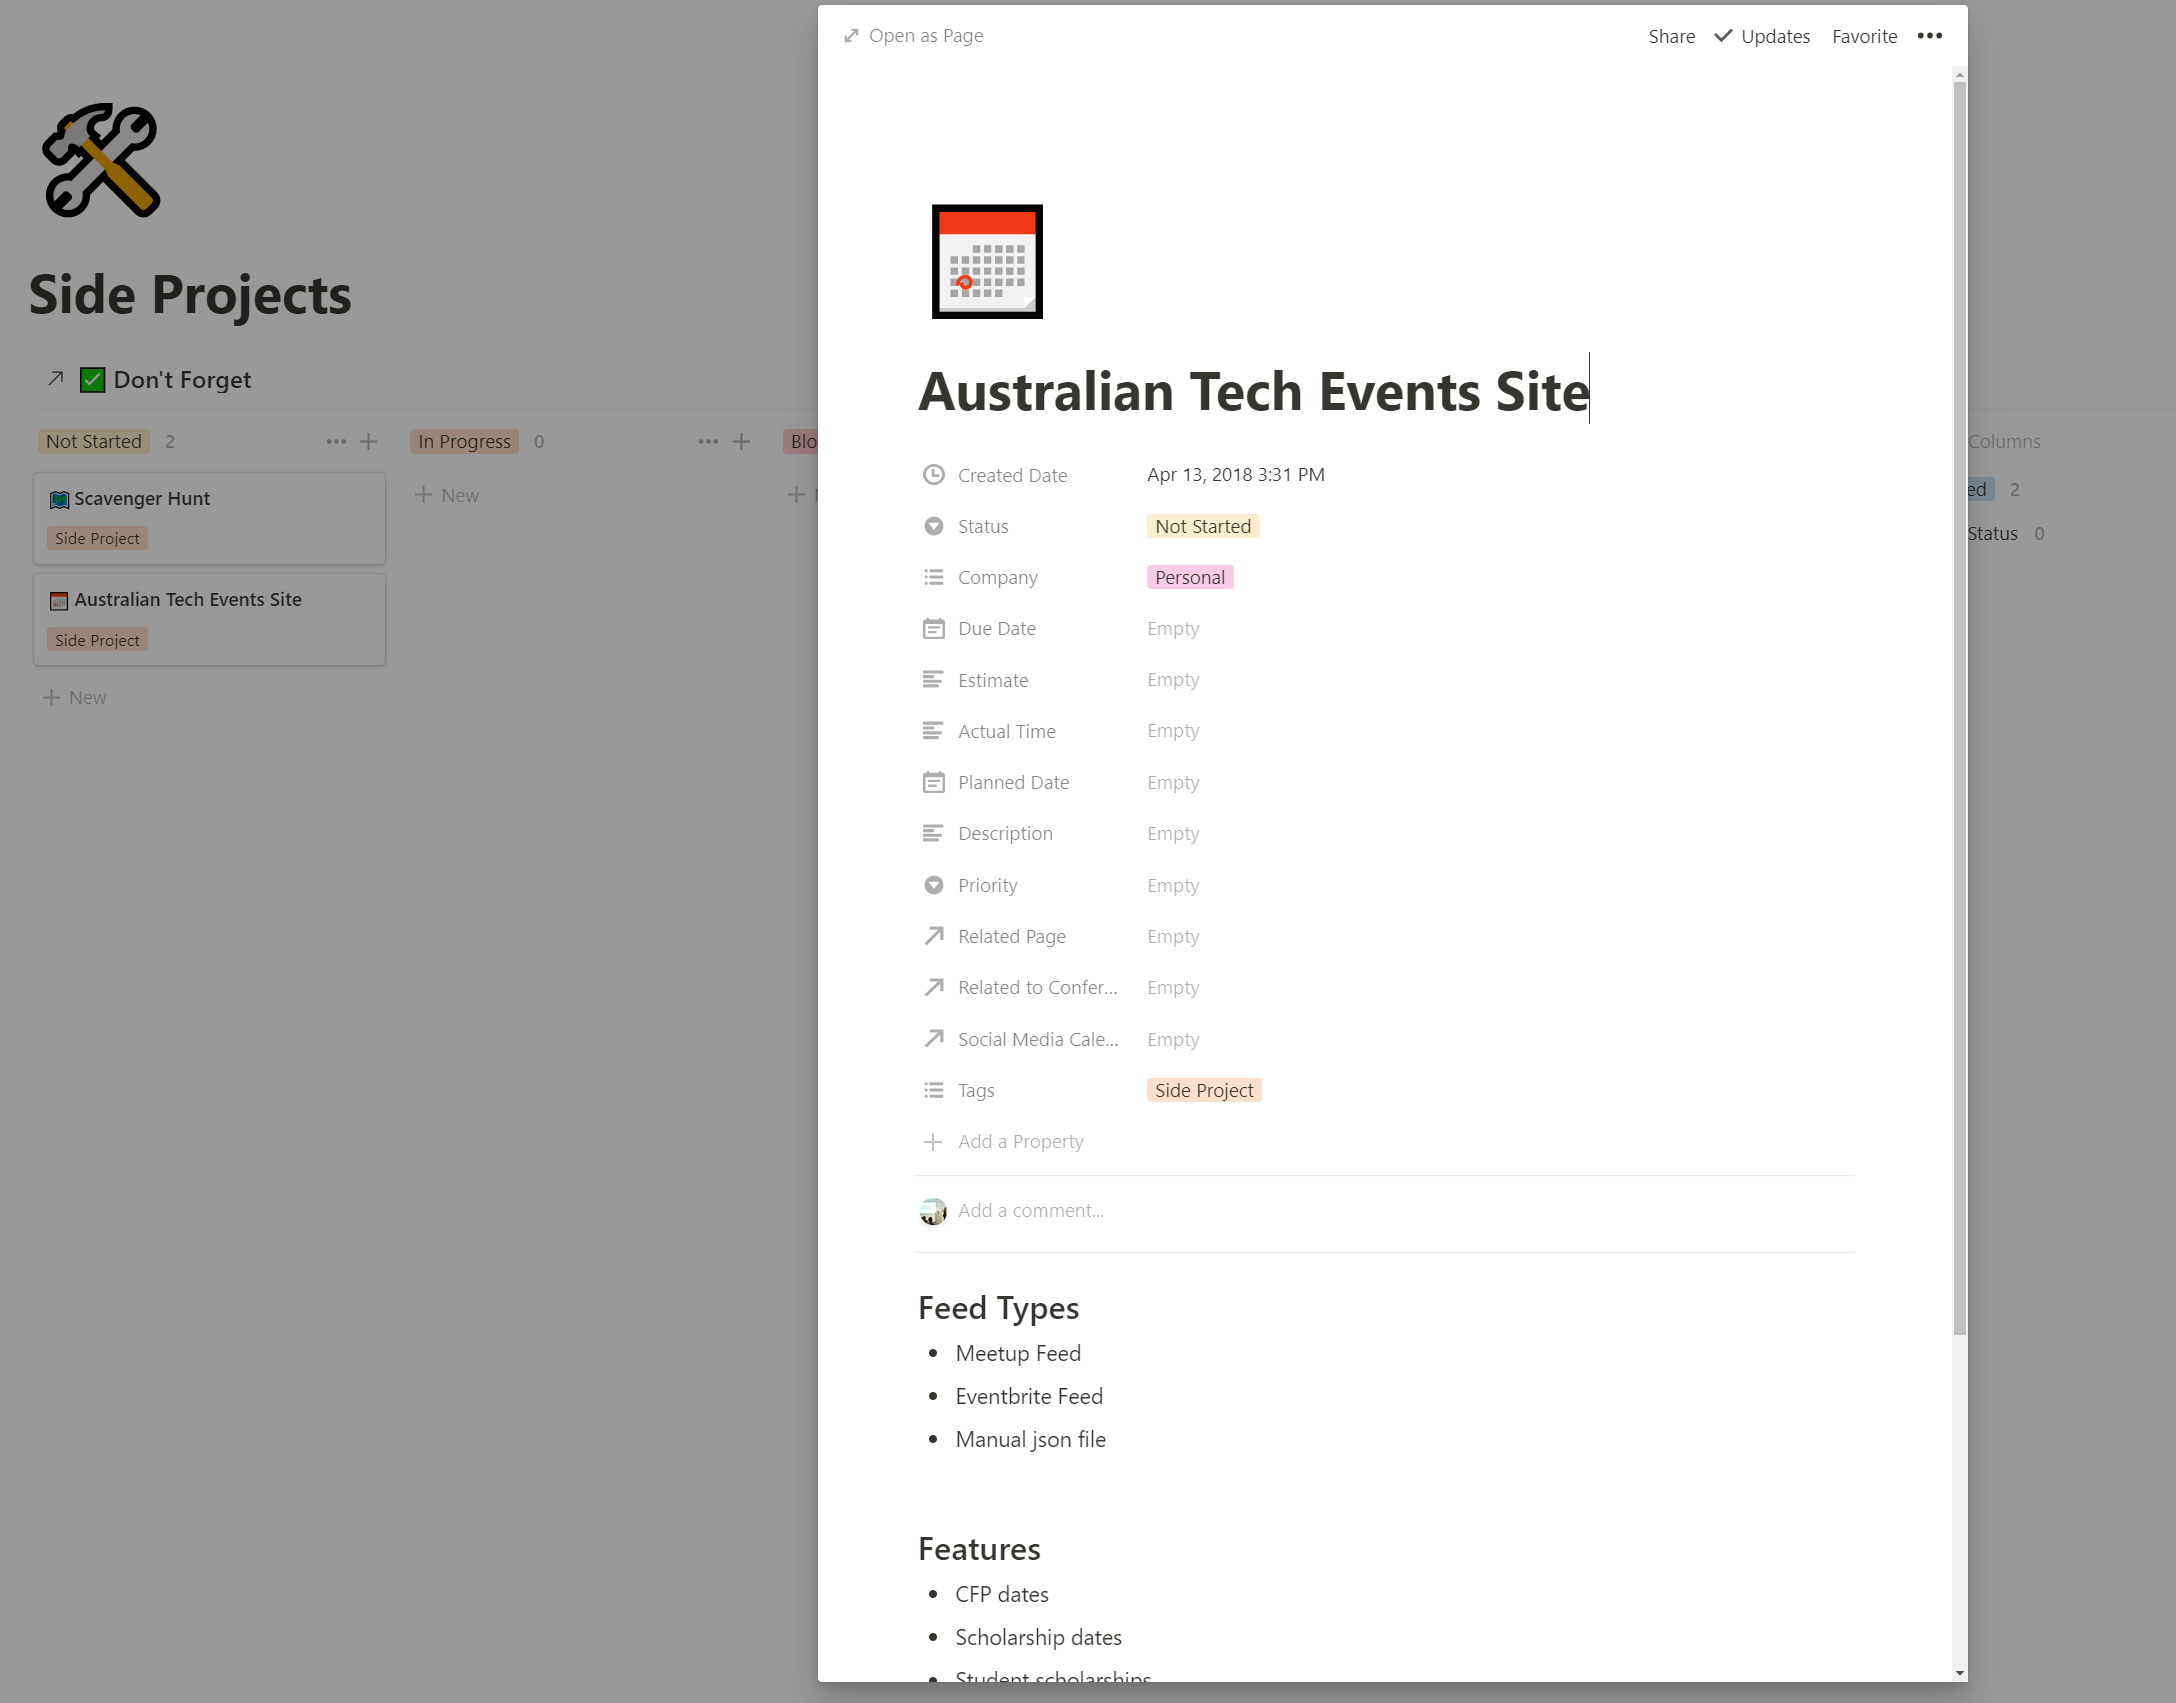 Open as Page
Share
Updates
Favorite
Side Projects
Don't Forget
Not Started 2
In Progress 0
Scavenger Hunt
Side Project
Australian Tech Events Site
Side Project
New
New
Columns
2
Status 0
Australian Tech Events Site
Created Date Apr 13, 2018 3:31 PM
Status Not Started
Company Personal
Due Date Empty
Estimate Empty
Actual Time Empty
Planned Date Empty
Description Empty
Priority Empty
Related Page Empty
Related to Confer... Empty
Social Media Cale... Empty
Tags Side Project
Add a Property
Add a comment...
Feed Types
• Meetup Feed
• Eventbrite Feed
• Manual json file
Features
• CFP dates
• Scholarship dates
• Student scholarships